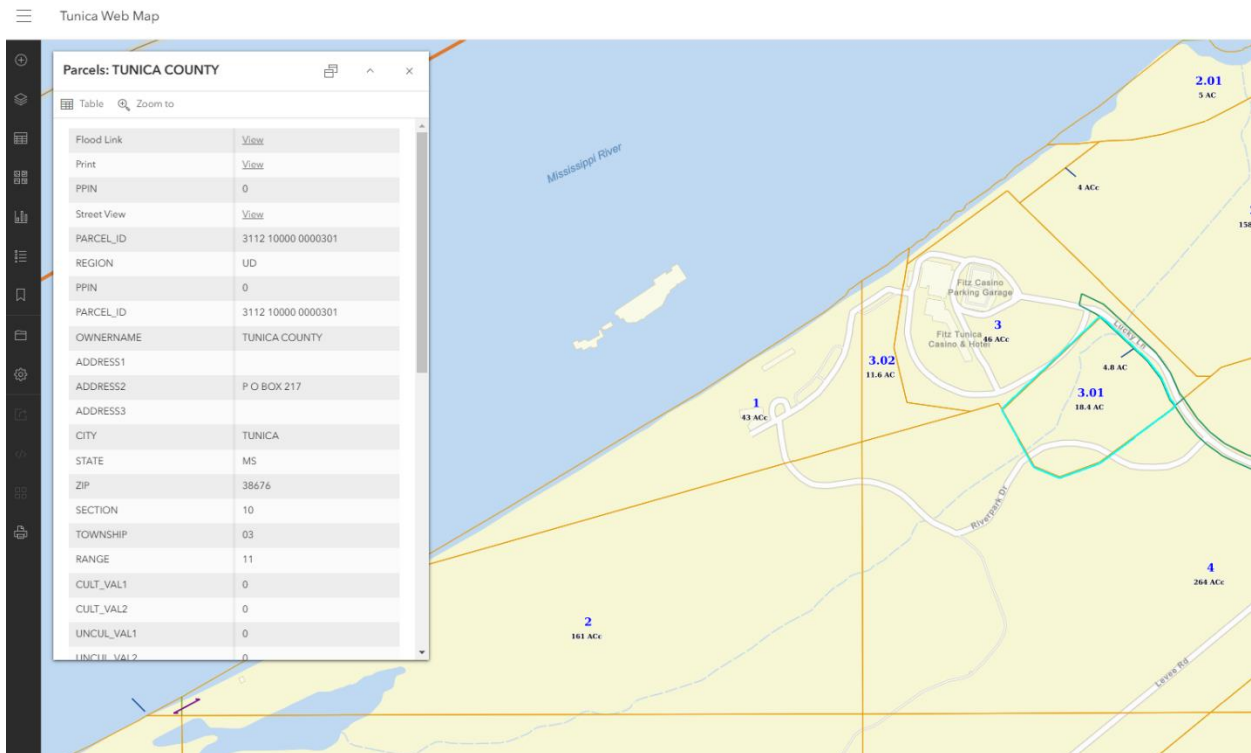 Tunica Web Map
Parcels: TUNICA COUNTY
Table Zoom to
Flood Link View
Print View
PPIN 0
Street View View
PARCEL_ID 3112 10000 0000301
REGION UD
PPIN 0
PARCEL_ID 3112 10000 0000301
OWNERNAME TUNICA COUNTY
ADDRESS1
ADDRESS2 P O BOX 217
ADDRESS3
CITY TUNICA
STATE MS
ZIP 38676
SECTION 10
TOWNSHIP 03
RANGE 11
CULT_VAL1 0
CULT_VAL2 0
UNCUL_VAL1 0
UNCUL_VAL2 0
Mississippi River
2.01
5 AC
4 ACc
158
Fitz Casino
Parking Garage
Fitz Tunica
Casino & Hotel
3
46 ACc
Lucky Ln
3.02
11.6 AC
4.8 AC
3.01
18.4 AC
1
43 ACc
Riverpark Dr
4
264 ACc
2
161 ACc
Levee Rd